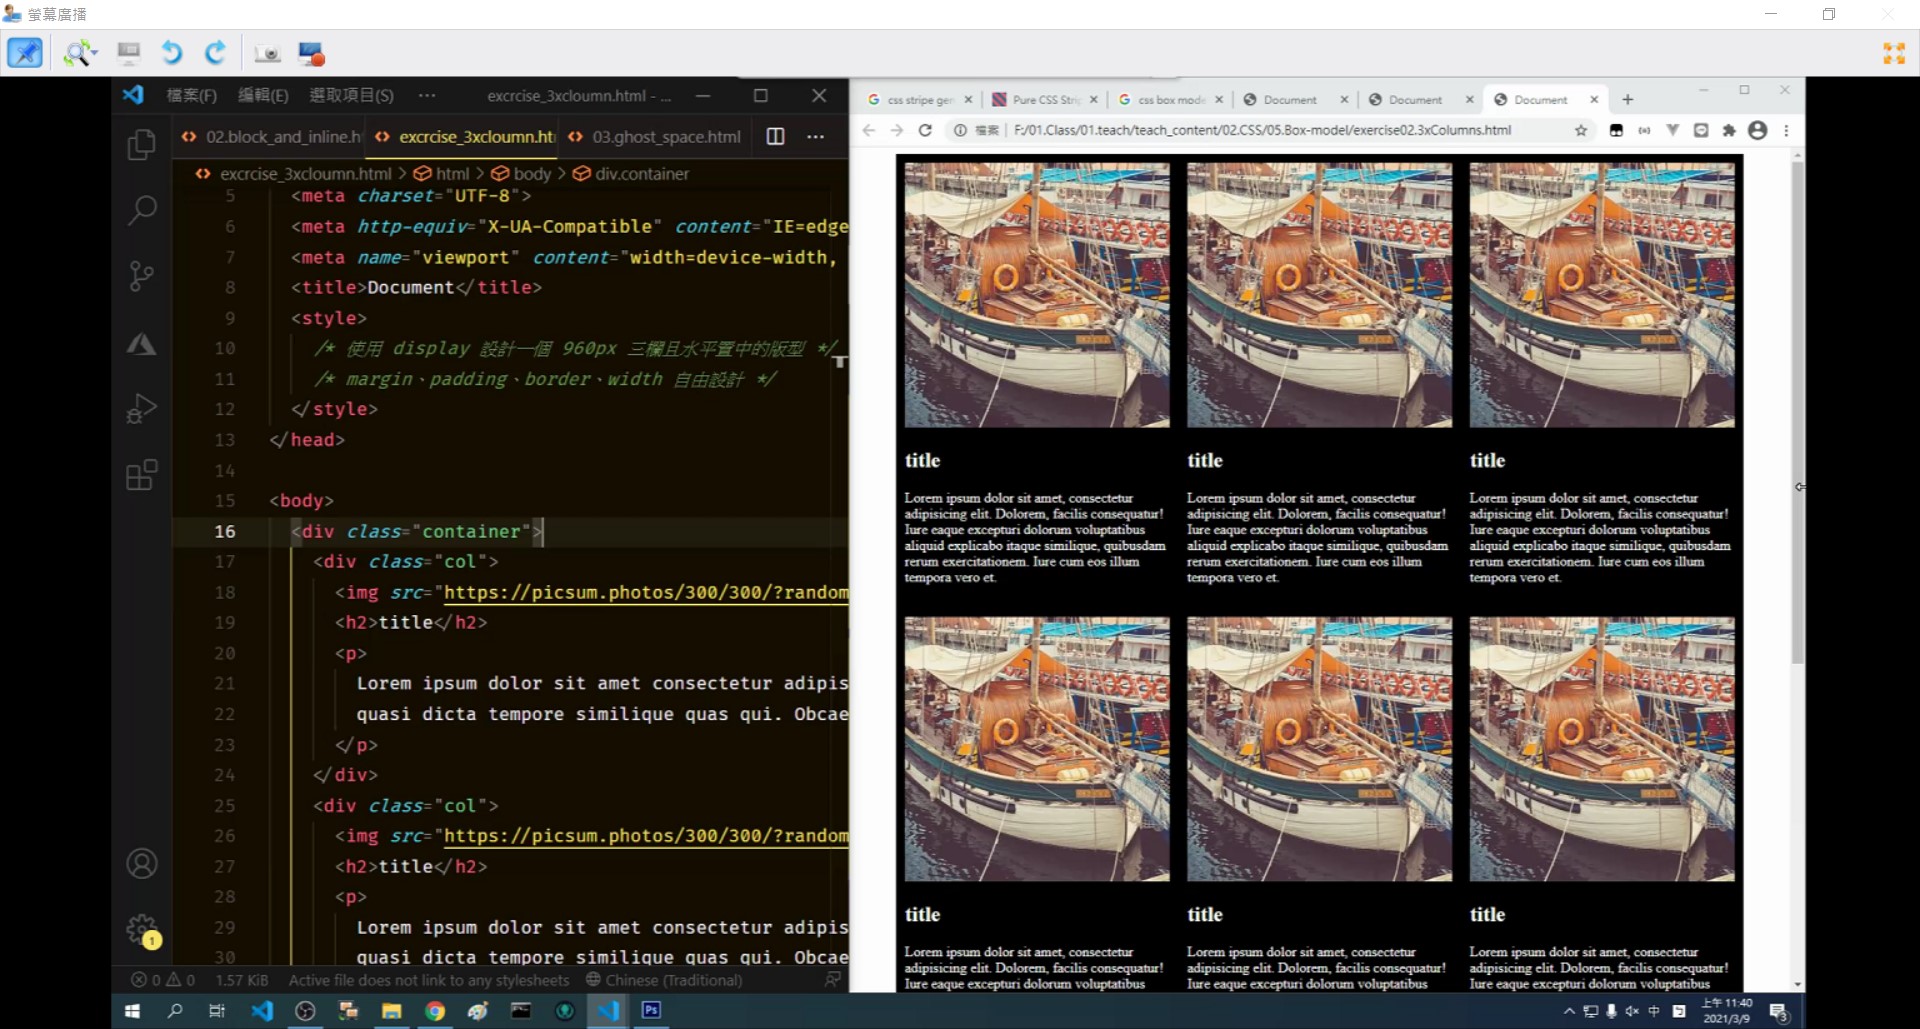 螢幕廣播
檔案(F) 編輯(E) 選取項目(S) ··· excrcise_3xcloumn.html - ...
02.block_and_inline.h excrcise_3xcloumn.ht 03.ghost_space.html ···
excrcise_3xcloumn.html > html > body > div.container
5 <meta charset="UTF-8">
6 <meta http-equiv="X-UA-Compatible" content="IE=edge
7 <meta name="viewport" content="width=device-width,
8 <title>Document</title>
9 <style>
10 /* 使用 display 設計一個 960px 三欄且水平置中的版型 */
11 /* margin、padding、border、width 自由設計 */
12 </style>
13 </head>
14
15 <body>
16 <div class="container">
17 <div class="col">
18 <img src="https://picsum.photos/300/300/?random
19 <h2>title</h2>
20 <p>
21 Lorem ipsum dolor sit amet consectetur adipis
22 quasi dicta tempore similique quas qui. Obcae
23 </p>
24 </div>
25 <div class="col">
26 <img src="https://picsum.photos/300/300/?random
27 <h2>title</h2>
28 <p>
29 Lorem ipsum dolor sit amet consectetur adipis
30 quasi dicta tempore similique quas qui. Obcae
1
0 0 1.57 KiB Active file does not link to any stylesheets Chinese (Traditional)
css stripe gen Pure CSS Strip css box mode Document Document Document
檔案 F:/01.Class/01.teach/teach_content/02.CSS/05.Box-model/exercise02.3xColumns.html
title
Lorem ipsum dolor sit amet, consectetur
adipisicing elit. Dolorem, facilis consequatur!
Iure eaque excepturi dolorum voluptatibus
aliquid explicabo itaque similique, quibusdam
rerum exercitationem. Iure cum eos illum
tempora vero et.
title
Lorem ipsum dolor sit amet, consectetur
adipisicing elit. Dolorem, facilis consequatur!
Iure eaque excepturi dolorum voluptatibus
aliquid explicabo itaque similique, quibusdam
rerum exercitationem. Iure cum eos illum
tempora vero et.
title
Lorem ipsum dolor sit amet, consectetur
adipisicing elit. Dolorem, facilis consequatur!
Iure eaque excepturi dolorum voluptatibus
aliquid explicabo itaque similique, quibusdam
rerum exercitationem. Iure cum eos illum
tempora vero et.
title
Lorem ipsum dolor sit amet, consectetur
adipisicing elit. Dolorem, facilis consequatur!
Iure eaque excepturi dolorum voluptatibus
title
Lorem ipsum dolor sit amet, consectetur
adipisicing elit. Dolorem, facilis consequatur!
Iure eaque excepturi dolorum voluptatibus
title
Lorem ipsum dolor sit amet, consectetur
adipisicing elit. Dolorem, facilis consequatur!
Iure eaque excepturi dolorum voluptatibus
Ps
中
上午 11:40
2021/3/9
3